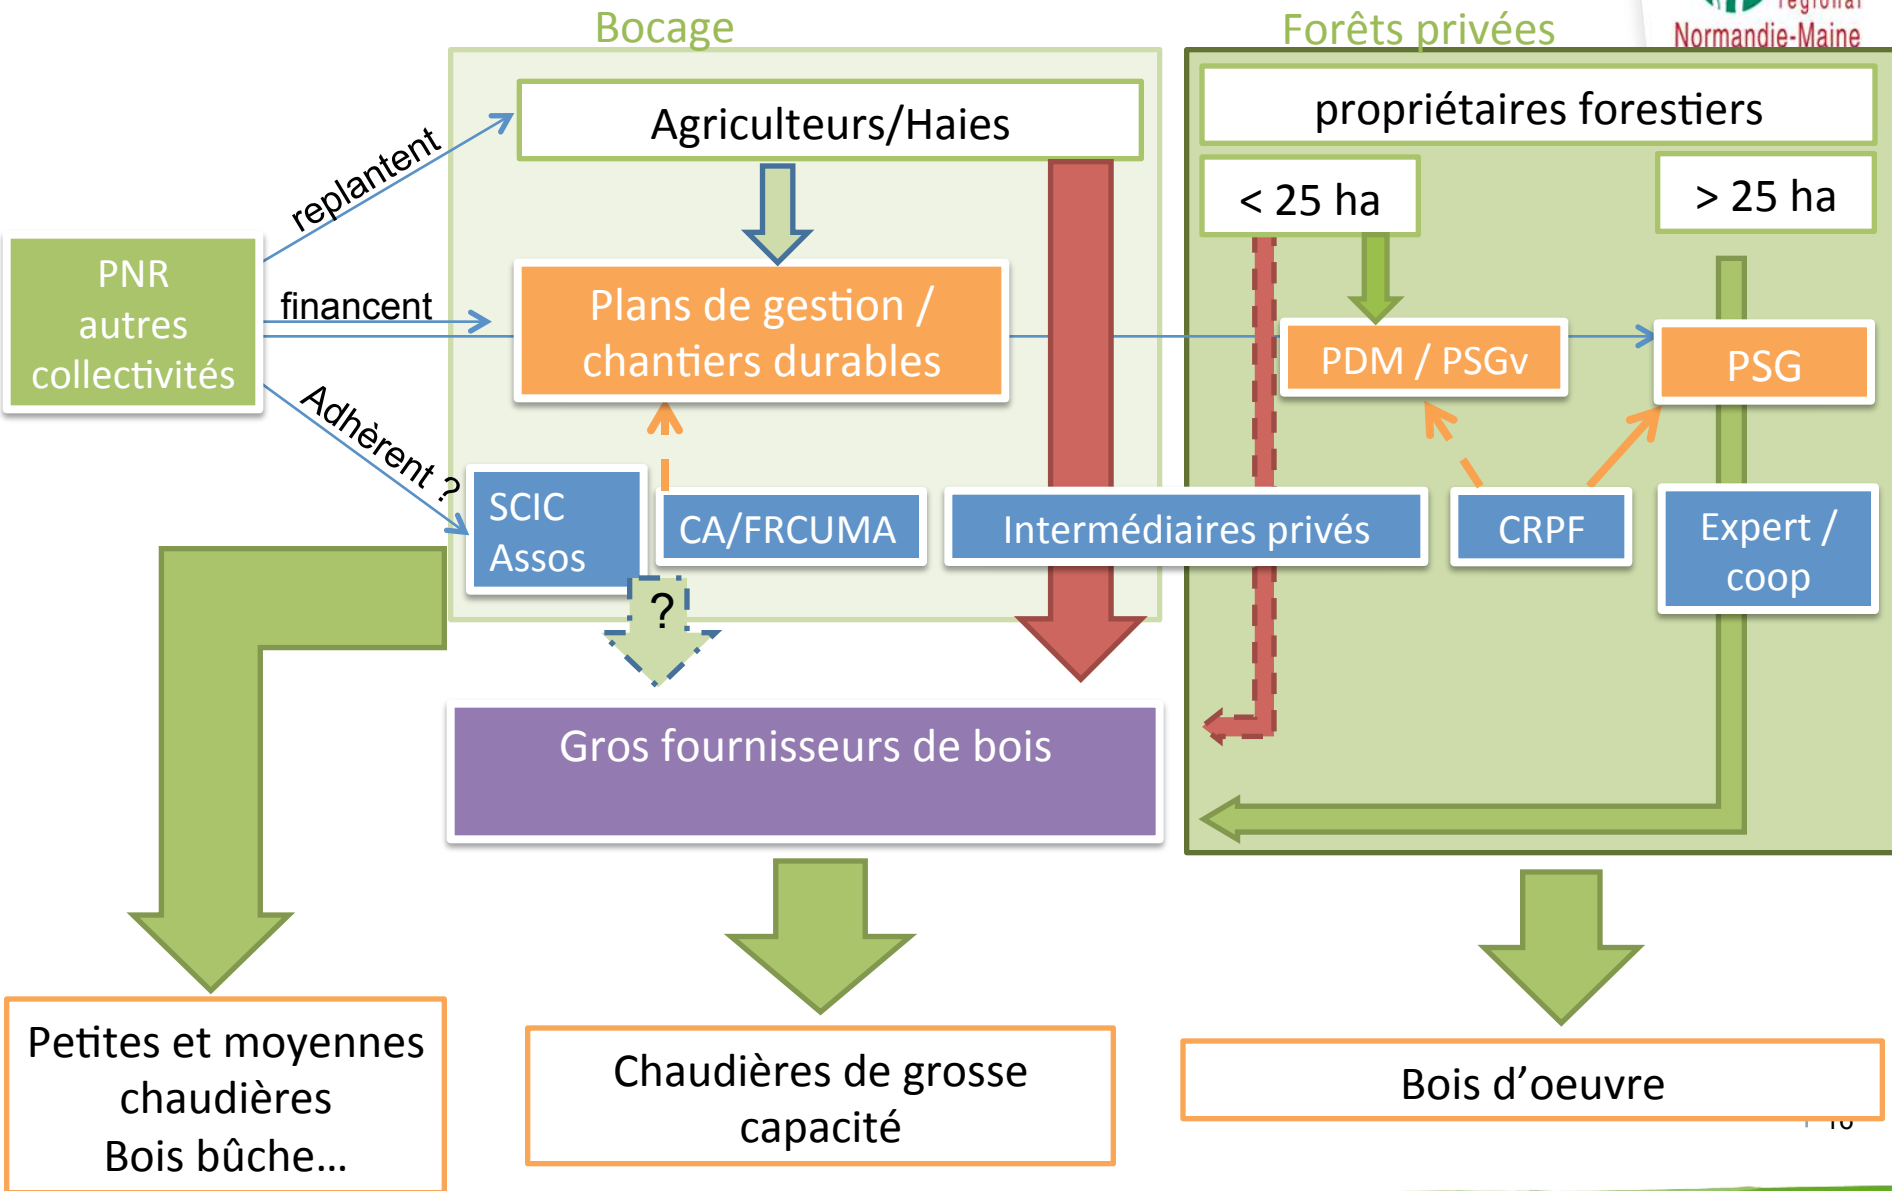 Bocage
Forêts privées
régional
Normandie-Maine
Agriculteurs/Haies
propriétaires forestiers
< 25 ha
> 25 ha
replantent
PNR
autres
collectivités
financent
Plans de gestion /
chantiers durables
PDM / PSGv
PSG
Adhèrent ?
SCIC
Assos
CA/FRCUMA
Intermédiaires privés
CRPF
Expert /
coop
?
Gros fournisseurs de bois
Petites et moyennes
chaudières
Bois bûche...
Chaudières de grosse
capacité
Bois d'oeuvre